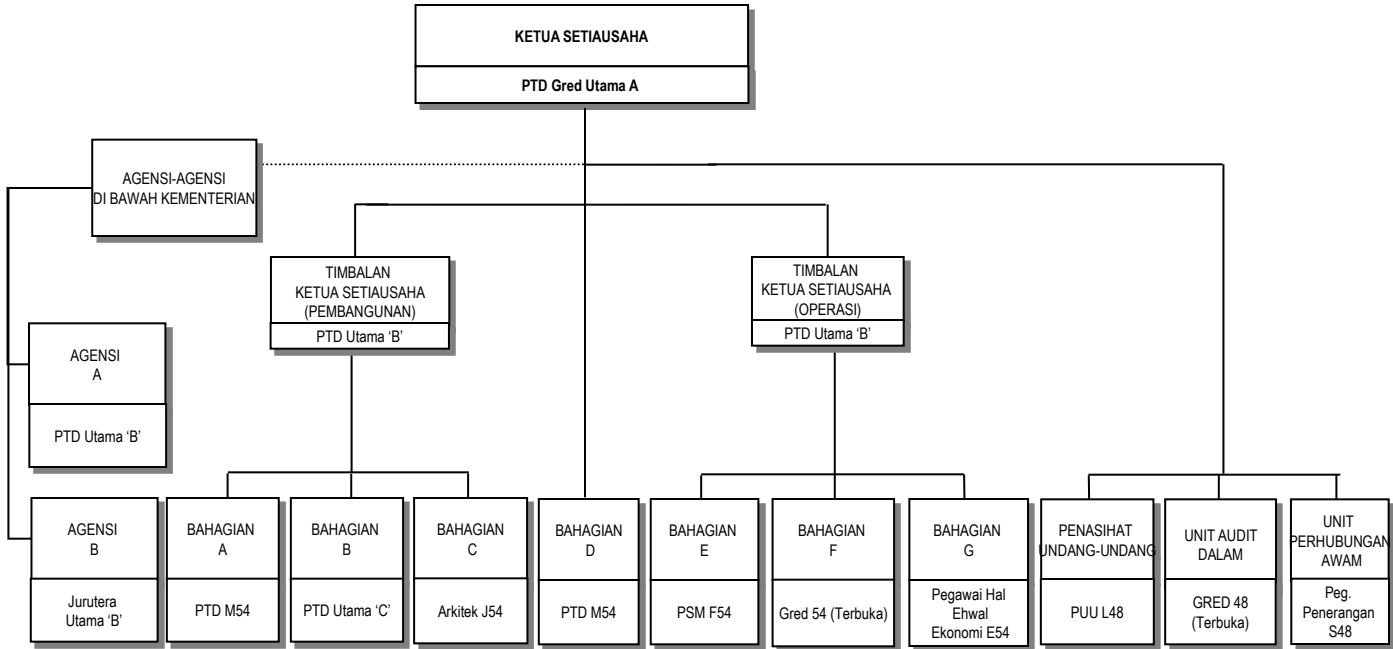 KETUA SETIAUSAHA
PTD Gred Utama A
AGENSI-AGENSI
DI BAWAH KEMENTERIAN
TIMBALAN
KETUA SETIAUSAHA
(PEMBANGUNAN)
PTD Utama ‘B’
TIMBALAN
KETUA SETIAUSAHA
(OPERASI)
PTD Utama ‘B’
AGENSI
A
PTD Utama ‘B’
AGENSI
B
Jurutera
Utama ‘B’
BAHAGIAN
A
PTD M54
BAHAGIAN
B
PTD Utama ‘C’
BAHAGIAN
C
Arkitek J54
BAHAGIAN
D
PTD M54
BAHAGIAN
E
PSM F54
BAHAGIAN
F
Gred 54 (Terbuka)
BAHAGIAN
G
Pegawai Hal
Ehwal
Ekonomi E54
PENASIHAT
UNDANG-UNDANG
PUU L48
UNIT AUDIT
DALAM
GRED 48
(Terbuka)
UNIT
PERHUBUNGAN
AWAM
Peg.
Penerangan
S48